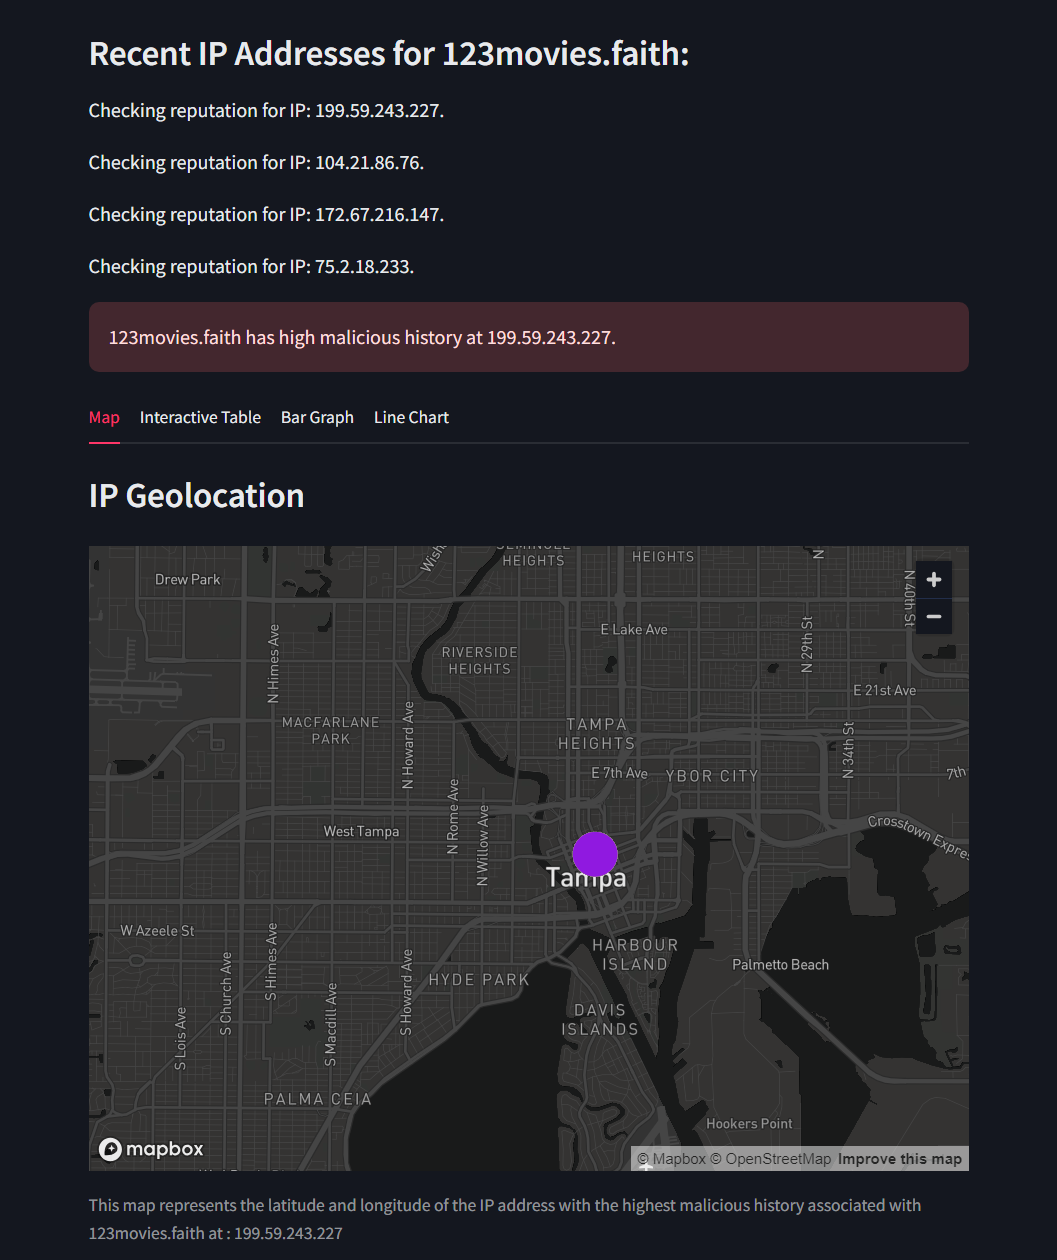 Recent IP Addresses for 123movies.faith:
Checking reputation for IP: 199.59.243.227.
Checking reputation for IP: 104.21.86.76.
Checking reputation for IP: 172.67.216.147.
Checking reputation for IP: 75.2.18.233.
123movies.faith has high malicious history at 199.59.243.227.
Map
Interactive Table
Bar Graph
Line Chart
IP Geolocation
HEIGHTS
HEIGHTS
N
Drew Park
N 40th St
E Lake Ave
N 29th St
N Himes Ave
RIVERSIDE
HEIGHTS
E 21st Ave
MACFARLANE
PARK
N Howard Ave
TAMPA
HEIGHTS
N 34th St
E 7th Ave
YBOR CITY
7th
N Rome Ave
N Willow Ave
West Tampa
Crosstown Expre
Tampa
W Azeele St
S Himes Ave
S Church Ave
S Howard Ave
HARBOUR
ISLAND
Palmetto Beach
HYDE PARK
S Macdill Ave
S Lois Ave
DAVIS
ISLANDS
PALMA CEIA
Hookers Point
mapbox
© Mapbox © OpenStreetMap Improve this map
This map represents the latitude and longitude of the IP address with the highest malicious history associated with
123movies.faith at : 199.59.243.227